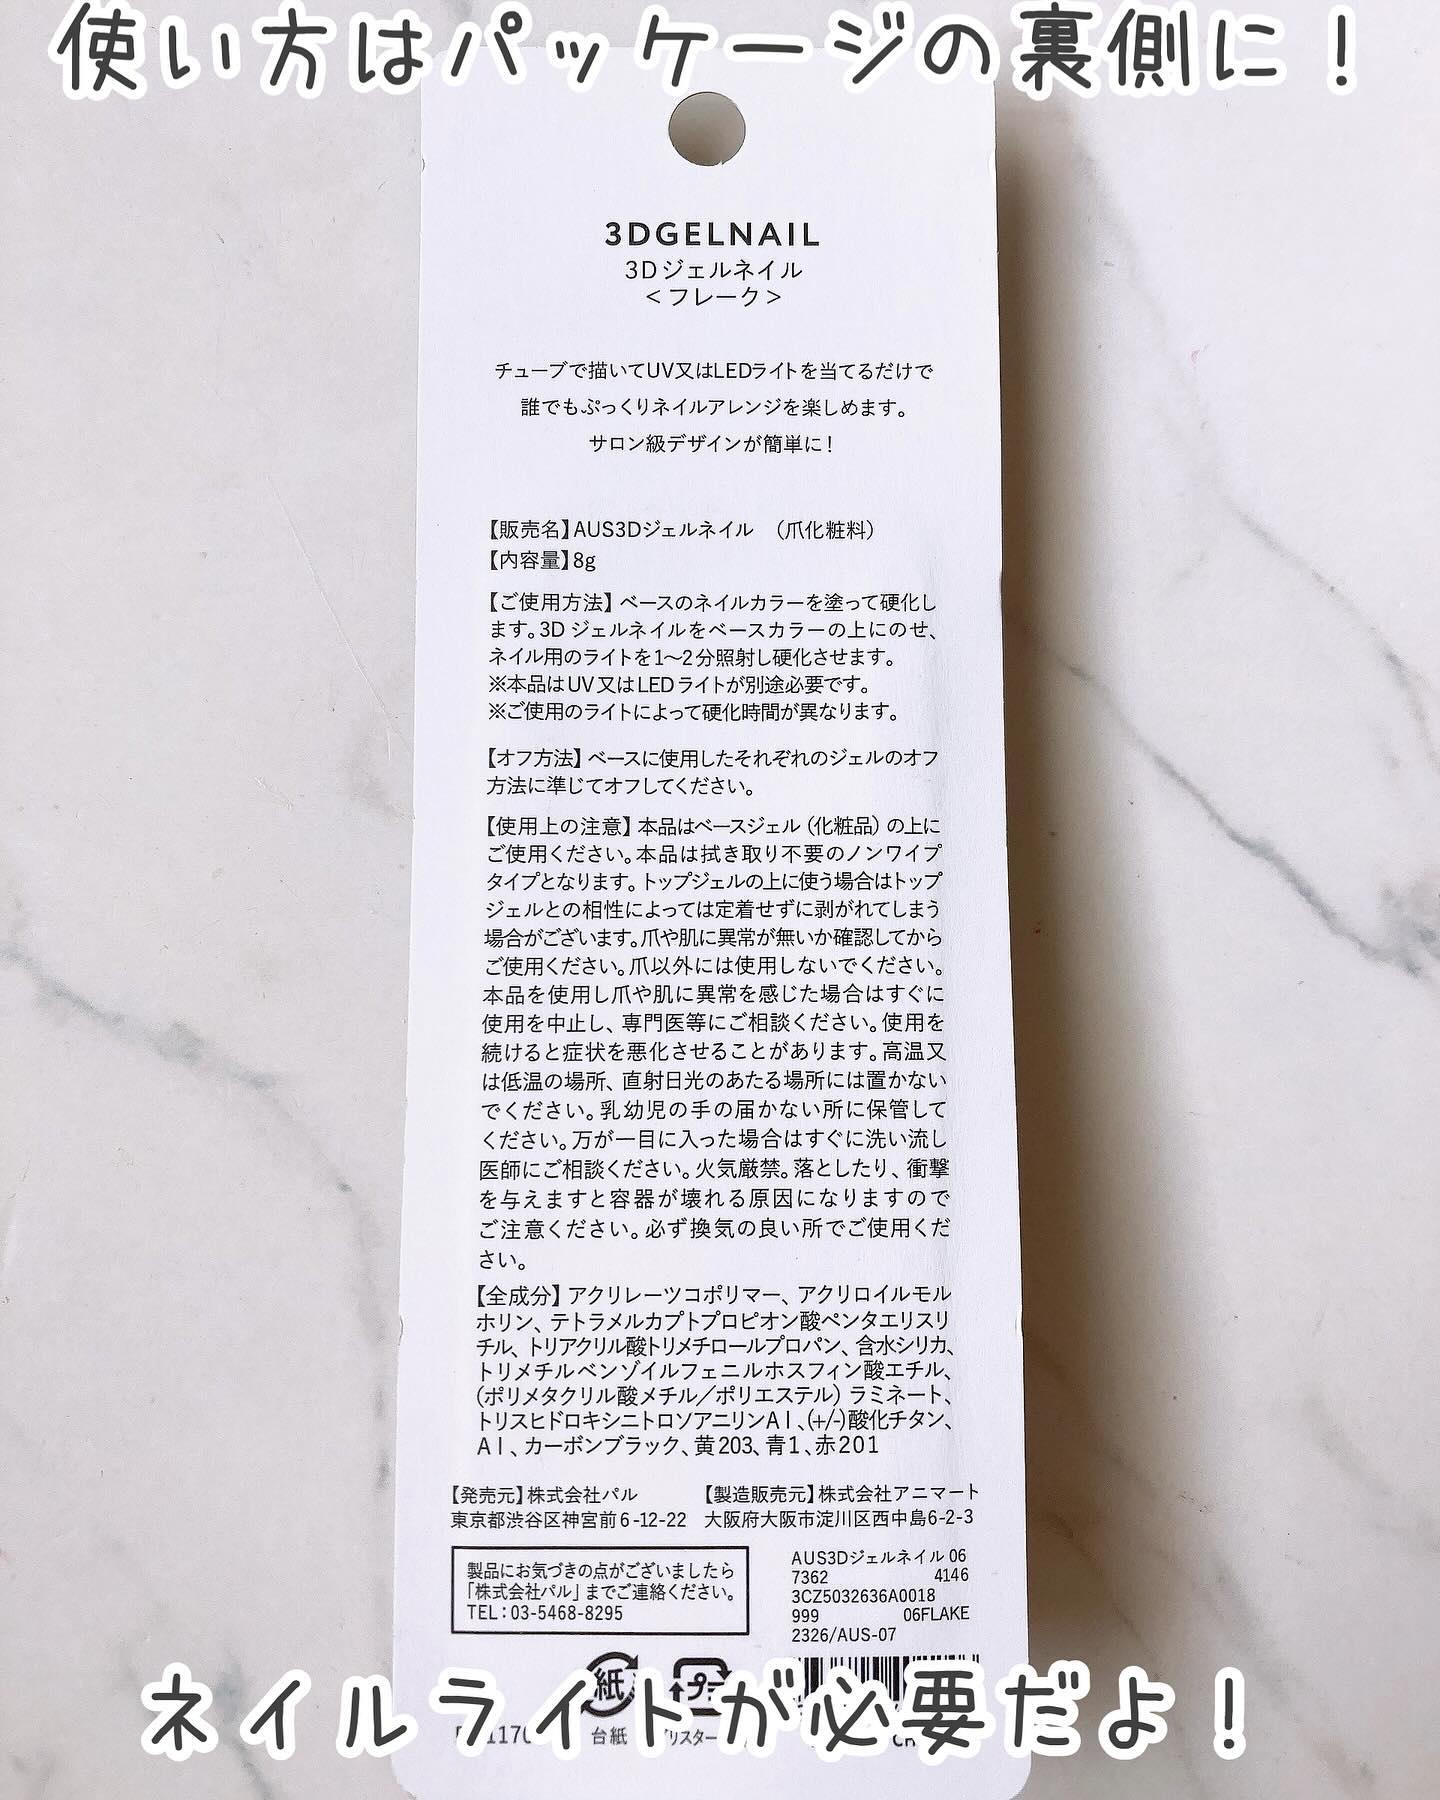 使い方はパッケージの裏側に！
3DGELNAIL
3Dジェルネイル
＜フレーク＞
チューブで描いてUV又はLEDライトを当てるだけで
誰でもぷっくりネイルアレンジを楽しめます。
サロン級デザインが簡単に！
【販売名】AUS3Dジェルネイル （爪化粧料）
【内容量】8g
【ご使用方法】ベースのネイルカラーを塗って硬化し
ます。3Dジェルネイルをベースカラーの上にのせ、
ネイル用のライトを1～2分照射し硬化させます。
※本品はUV又はLEDライトが別途必要です。
※ご使用のライトによって硬化時間が異なります。
【オフ方法】ベースに使用したそれぞれのジェルのオフ
方法に準じてオフしてください。
【使用上の注意】本品はベースジェル（化粧品）の上に
ご使用ください。本品は拭き取り不要のノンワイプ
タイプとなります。トップジェルの上に使う場合はトップ
ジェルとの相性によっては定着せずに剥がれてしまう
場合がございます。爪や肌に異常が無いか確認してから
ご使用ください。爪以外には使用しないでください。
本品を使用し爪や肌に異常を感じた場合はすぐに
使用を中止し、専門医等にご相談ください。使用を
続けると症状を悪化させることがあります。高温又
は低温の場所、直射日光のあたる場所には置かない
でください。乳幼児の手の届かない所に保管して
ください。万が一目に入った場合はすぐに洗い流し
医師にご相談ください。火気厳禁。落としたり、衝撃
を与えますと容器が壊れる原因になりますので
ご注意ください。必ず換気の良い所でご使用くだ
さい。
【全成分】アクリレーツコポリマー、アクリロイルモル
ホリン、テトラメルカプトプロピオン酸ペンタエリスリ
チル、トリアクリル酸トリメチロールプロパン、含水シリカ、
トリメチルベンゾイルフェニルホスフィン酸エチル、
(ポリメタクリル酸メチル／ポリエステル)ラミネート、
トリスヒドロキシニトロソアニリンAl、(+/-)酸化チタン、
Al、カーボンブラック、黄203、青1、赤201
【発売元】株式会社パル 【製造販売元】株式会社アニマート
東京都渋谷区神宮前6-12-22 大阪府大阪市淀川区西中島6-2-3
製品にお気づきの点がございましたら
「株式会社パル」までご連絡ください。
TEL：03-5468-8295
AUS3Dジェルネイル 06
7362 4146
3CZ5032636A0018
999 06FLAKE
2326/AUS-07
紙 プラ
台紙
ネイルライトが必要だよ！